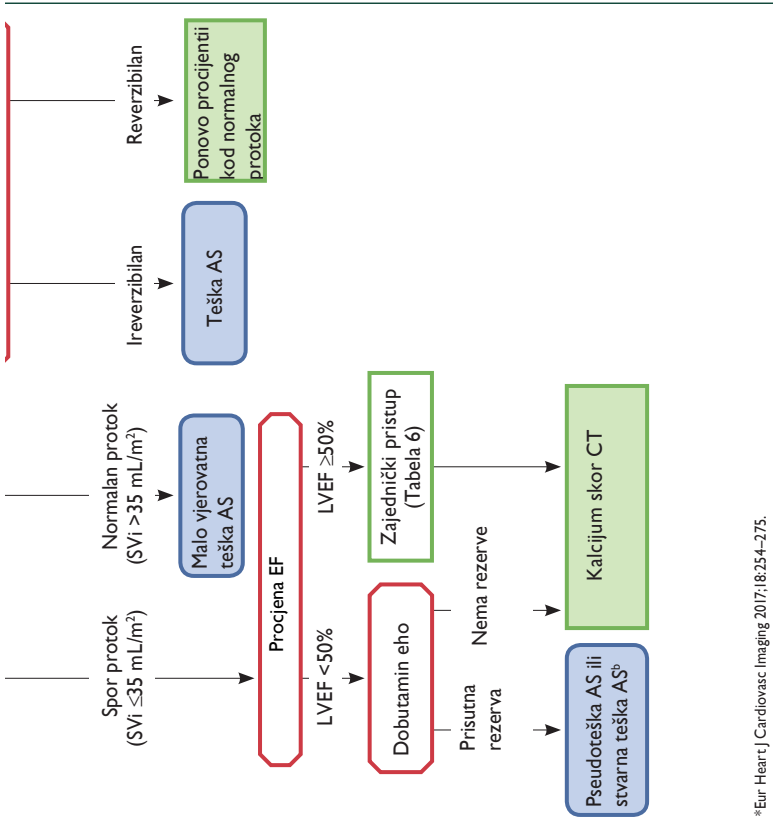 Spor protok
(SVi ≤35 mL/m²)
Normalan protok
(SVi >35 mL/m²)
Ireverzibilan
Reverzibilan
Malo vjerovatna
teška AS
Teška AS
Ponovo procijentii
kod normalnog
protoka
Procjena EF
LVEF <50%
LVEF ≥50%
Dobutamin eho
Zajednički pristup
(Tabela 6)
Prisutna
rezerva
Nema rezerve
Pseudoteška AS ili
stvarna teška ASᵇ
Kalcijum skor CT
*Eur Heart J Cardiovasc Imaging 2017;18:254–275.